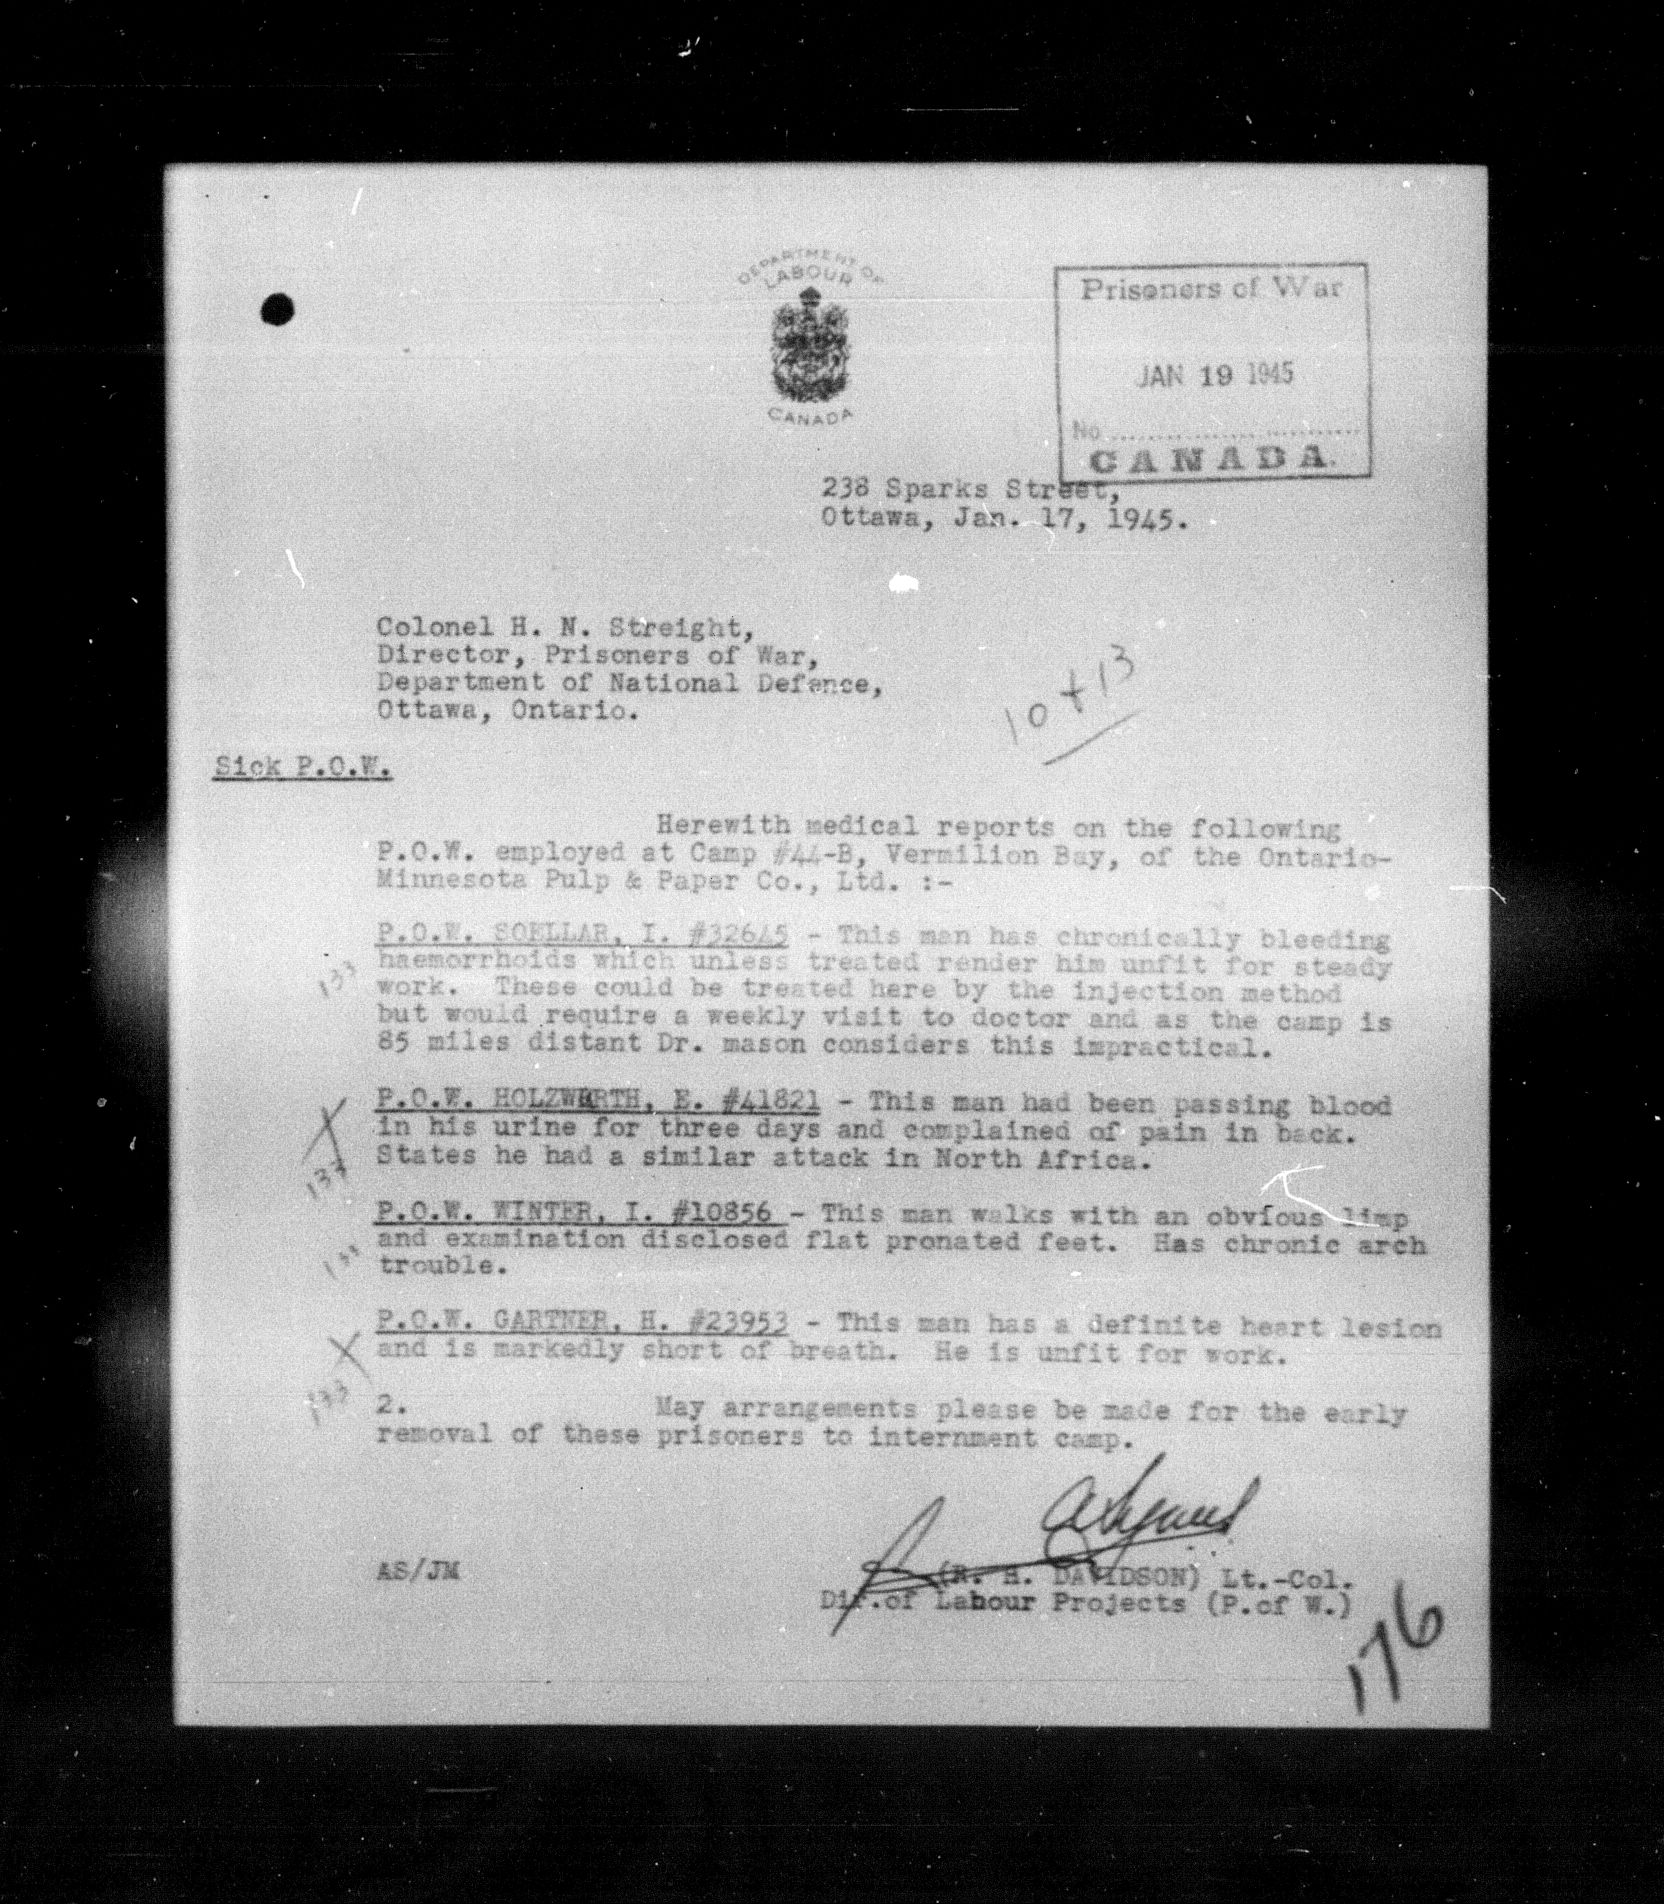 DEPARTMENT OF
LABOUR
CANADA
Prisoners of War
JAN 19 1945
No
CANADA.
238 Sparks Street,
Ottawa, Jan. 17, 1945.
Colonel H. N. Streight,
Director, Prisoners of War,
Department of National Defence,
Ottawa, Ontario.
10 + 13
Sick P.O.W.
Herewith medical reports on the following
P.O.W. employed at Camp #44-B, Vermilion Bay, of the Ontario-
Minnesota Pulp & Paper Co., Ltd. :-
P.O.W. SOELLAR, I. #32645 - This man has chronically bleeding
haemorrhoids which unless treated render him unfit for steady
133
work. These could be treated here by the injection method
but would require a weekly visit to doctor and as the camp is
85 miles distant Dr. mason considers this impractical.
P.O.W. HOLZWARTH, E. #41821 - This man had been passing blood
X in his urine for three days and complained of pain in back.
States he had a similar attack in North Africa.
P.O.W. WINTER, I. #10856 - This man walks with an obvious limp
and examination disclosed flat pronated feet. Has chronic arch
trouble.
P.O.W. GARTNER, H. #23953 - This man has a definite heart lesion
X and is markedly short of breath. He is unfit for work.
133
2. May arrangements please be made for the early
removal of these prisoners to internment camp.
AS/JM
(R. H. DAVIDSON) Lt.-Col.
Dir.of Labour Projects (P.of W.)
176